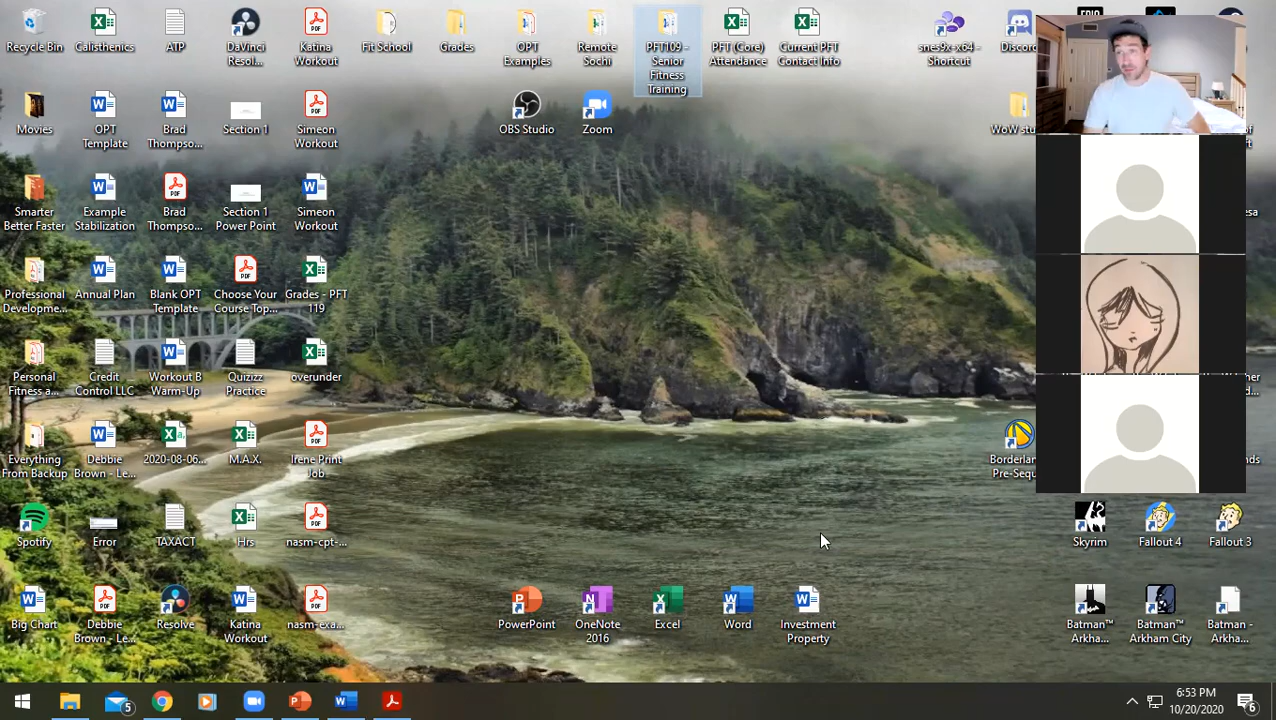 Recycle Bin
Calisthenics
ATP
DaVinci
Resol...
Katina
Workout
Fit School
Grades
OPT
Examples
Remote
Sochi
PFT109 -
Senior
Fitness
Training
PFT (Core)
Attendance
Current PFT
Contact Info
snes9x-x64 -
Shortcut
Discord
EPIC
Movies
OPT
Template
Brad
Thompso...
Section 1
Simeon
Workout
OBS Studio
Zoom
WoW stu
Smarter
Better Faster
Example
Stabilization
Brad
Thompso...
Section 1
Power Point
Simeon
Workout
Professional
Developme...
Annual Plan
Blank OPT
Template
Choose Your
Course Top...
Grades - PFT
119
Personal
Fitness a...
Credit
Control LLC
Workout B
Warm-Up
Quizizz
Practice
overunder
Everything
From Backup
Debbie
Brown - Le...
2020-08-06...
M.A.X.
Irene Print
Job
Borderlan
Pre-Sequ
Spotify
Error
TAXACT
Hrs
nasm-cpt-...
Skyrim
Fallout 4
Fallout 3
Big Chart
Debbie
Brown - Le...
Resolve
Katina
Workout
nasm-exa...
PowerPoint
OneNote
2016
Excel
Word
Investment
Property
Batman™
Arkha...
Batman™
Arkham City
Batman -
Arkha...
5
6:53 PM
10/20/2020
6